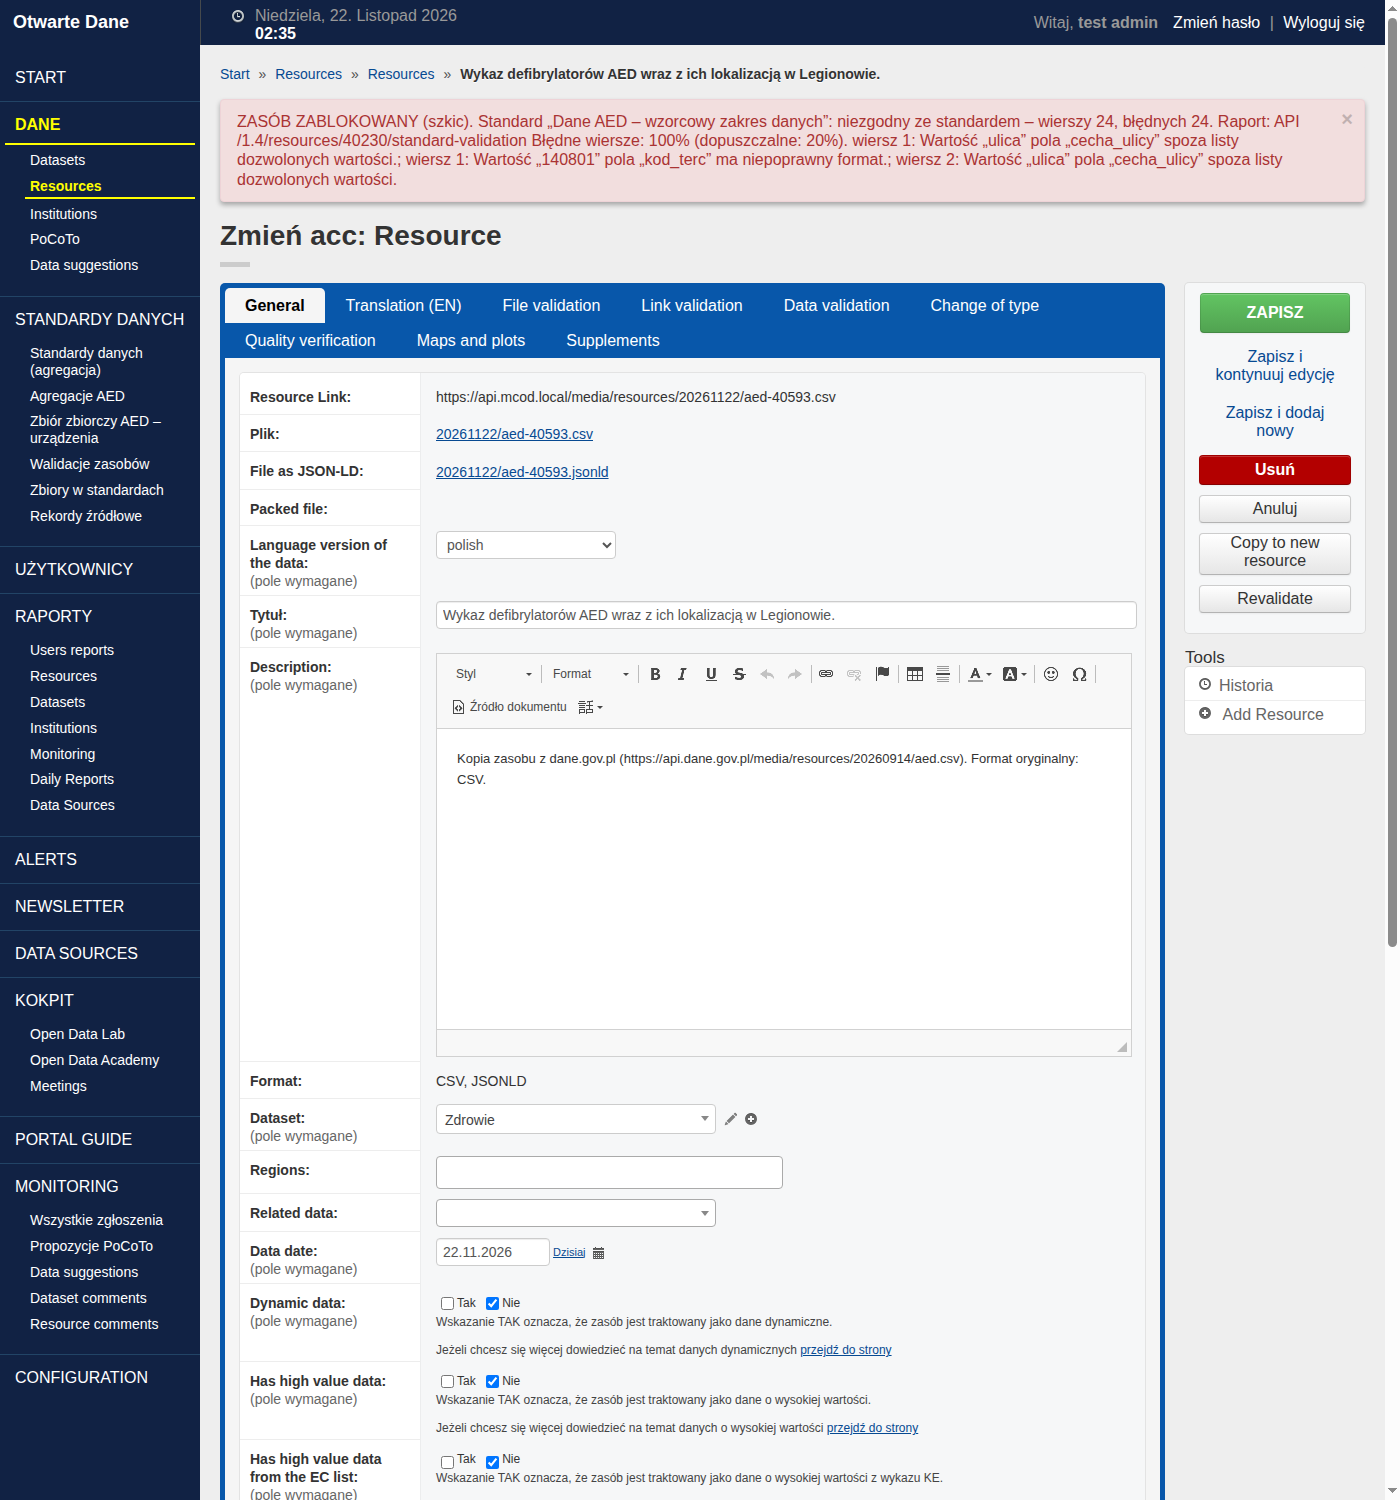 Otwarte Dane
Niedziela, 22. Listopad 2026
02:35
Witaj, test admin Zmień hasło | Wyloguj się
START
DANE
Datasets
Resources
Institutions
PoCoTo
Data suggestions
STANDARDY DANYCH
Standardy danych
(agregacja)
Agregacje AED
Zbiór zbiorczy AED –
urządzenia
Walidacje zasobów
Zbiory w standardach
Rekordy źródłowe
UŻYTKOWNICY
RAPORTY
Users reports
Resources
Datasets
Institutions
Monitoring
Daily Reports
Data Sources
ALERTS
NEWSLETTER
DATA SOURCES
KOKPIT
Open Data Lab
Open Data Academy
Meetings
PORTAL GUIDE
MONITORING
Wszystkie zgłoszenia
Propozycje PoCoTo
Data suggestions
Dataset comments
Resource comments
CONFIGURATION
Start » Resources » Resources » Wykaz defibrylatorów AED wraz z ich lokalizacją w Legionowie.
ZASÓB ZABLOKOWANY (szkic). Standard „Dane AED – wzorcowy zakres danych”: niezgodny ze standardem – wierszy 24, błędnych 24. Raport: API
/1.4/resources/40230/standard-validation Błędne wiersze: 100% (dopuszczalne: 20%). wiersz 1: Wartość „ulica” pola „cecha_ulicy” spoza listy
dozwolonych wartości.; wiersz 1: Wartość „140801” pola „kod_terc” ma niepoprawny format.; wiersz 2: Wartość „ulica” pola „cecha_ulicy” spoza listy
dozwolonych wartości.
×
Zmień acc: Resource
General Translation (EN) File validation Link validation Data validation Change of type
Quality verification Maps and plots Supplements
Resource Link: https://api.mcod.local/media/resources/20261122/aed-40593.csv
Plik: 20261122/aed-40593.csv
File as JSON-LD: 20261122/aed-40593.jsonld
Packed file:
Language version of
the data:
(pole wymagane)
polish
Tytuł:
(pole wymagane)
Wykaz defibrylatorów AED wraz z ich lokalizacją w Legionowie.
Description:
(pole wymagane)
Styl Format B I U S A A Ω
Źródło dokumentu
Kopia zasobu z dane.gov.pl (https://api.dane.gov.pl/media/resources/20260914/aed.csv). Format oryginalny:
CSV.
Format: CSV, JSONLD
Dataset:
(pole wymagane)
Zdrowie
Regions:
Related data:
Data date:
(pole wymagane)
22.11.2026 Dzisiaj
Dynamic data:
(pole wymagane)
Tak Nie
Wskazanie TAK oznacza, że zasób jest traktowany jako dane dynamiczne.
Jeżeli chcesz się więcej dowiedzieć na temat danych dynamicznych przejdź do strony
Has high value data:
(pole wymagane)
Tak Nie
Wskazanie TAK oznacza, że zasób jest traktowany jako dane o wysokiej wartości.
Jeżeli chcesz się więcej dowiedzieć na temat danych o wysokiej wartości przejdź do strony
Has high value data
from the EC list:
(pole wymagane)
Tak Nie
Wskazanie TAK oznacza, że zasób jest traktowany jako dane o wysokiej wartości z wykazu KE.
ZAPISZ
Zapisz i
kontynuuj edycję
Zapisz i dodaj
nowy
Usuń
Anuluj
Copy to new
resource
Revalidate
Tools
Historia
Add Resource